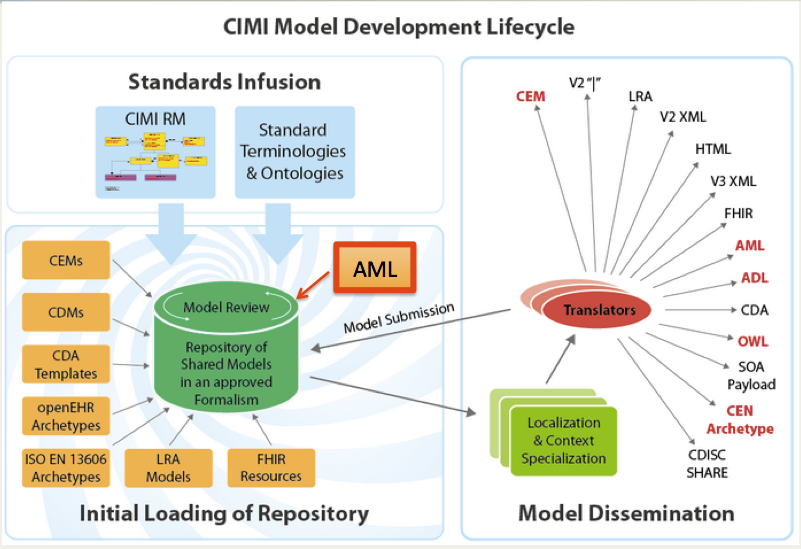 CIMI Model Development Lifecycle
Standards Infusion
CIMI RM
Standard
Terminologies
& Ontologies
CEMs
CDMs
CDA
Templates
openEHR
Archetypes
ISO EN 13606
Archetypes
LRA
Models
FHIR
Resources
AML
Model Review
Repository of
Shared Models
in an approved
Formalism
Initial Loading of Repository
Model Submission
Localization
& Context
Specialization
Translators
CEM
V2 "|"
LRA
V2 XML
HTML
V3 XML
FHIR
AML
ADL
CDA
OWL
SOA
Payload
CEN
Archetype
CDISC
SHARE
Model Dissemination